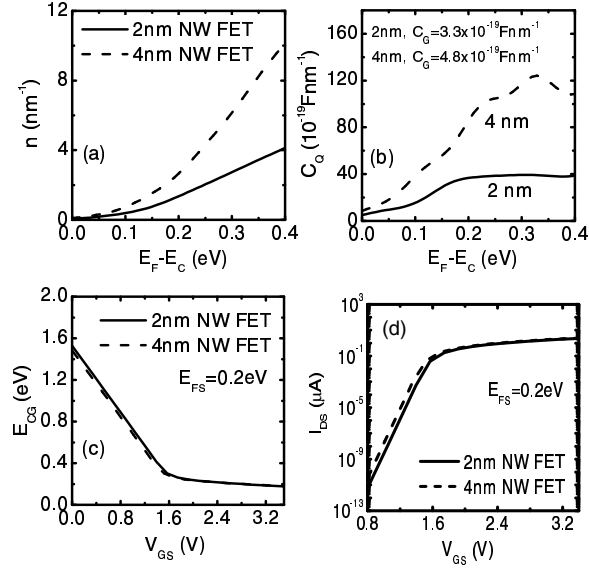 12
8
4
0
n (nm⁻¹)
2nm NW FET
4nm NW FET
(a)
0.0 0.1 0.2 0.3 0.4
E_F-E_C (eV)
160
120
80
40
0
C_Q (10⁻¹⁹Fnm⁻¹)
2nm, C_G=3.3x10⁻¹⁹Fnm⁻¹
4nm, C_G=4.8x10⁻¹⁹Fnm⁻¹
4 nm
(b)
2 nm
0.0 0.1 0.2 0.3 0.4
E_F-E_C (eV)
2.0
1.6
1.2
0.8
0.4
0.0
E_CG (eV)
2nm NW FET
4nm NW FET
E_FS=0.2eV
(c)
0.0 0.8 1.6 2.4 3.2
V_GS (V)
10³
10⁻¹
10⁻⁵
10⁻⁹
10⁻¹³
I_DS (μA)
(d)
E_FS=0.2eV
2nm NW FET
4nm NW FET
0.8 1.6 2.4 3.2
V_GS (V)